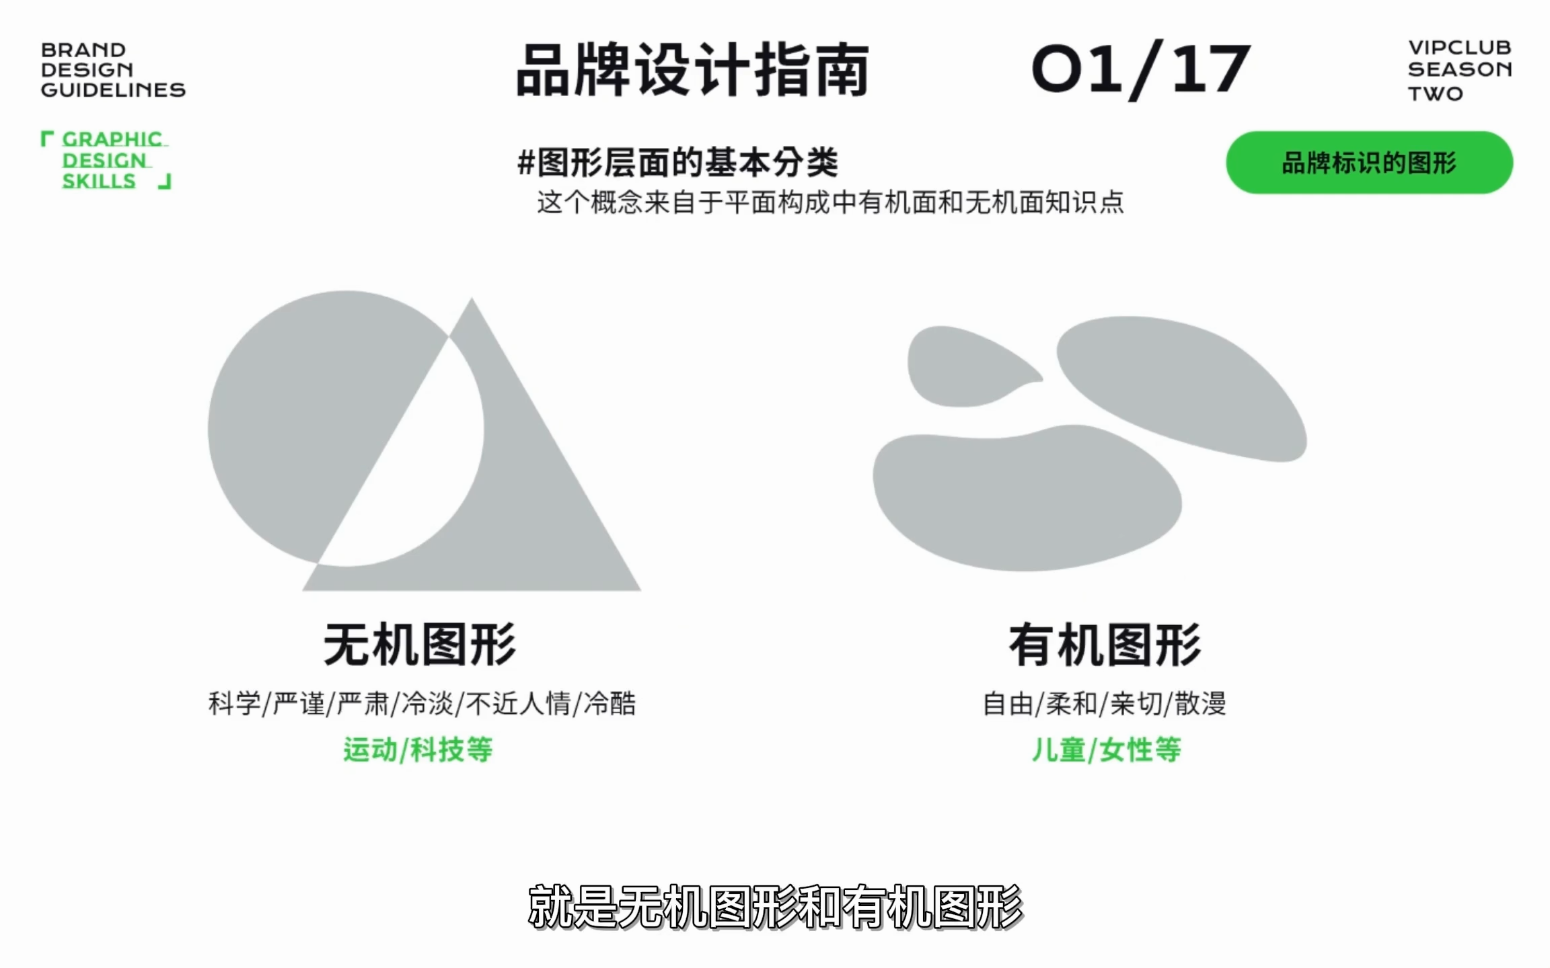 BRAND
DESIGN
GUIDELINES
品牌设计指南
01/17
VIPCLUB
SEASON
TWO
GRAPHIC
DESIGN
SKILLS
#图形层面的基本分类
这个概念来自于平面构成中有机面和无机面知识点
品牌标识的图形
无机图形
科学/严谨/严肃/冷淡/不近人情/冷酷
运动/科技等
有机图形
自由/柔和/亲切/散漫
儿童/女性等
就是无机图形和有机图形